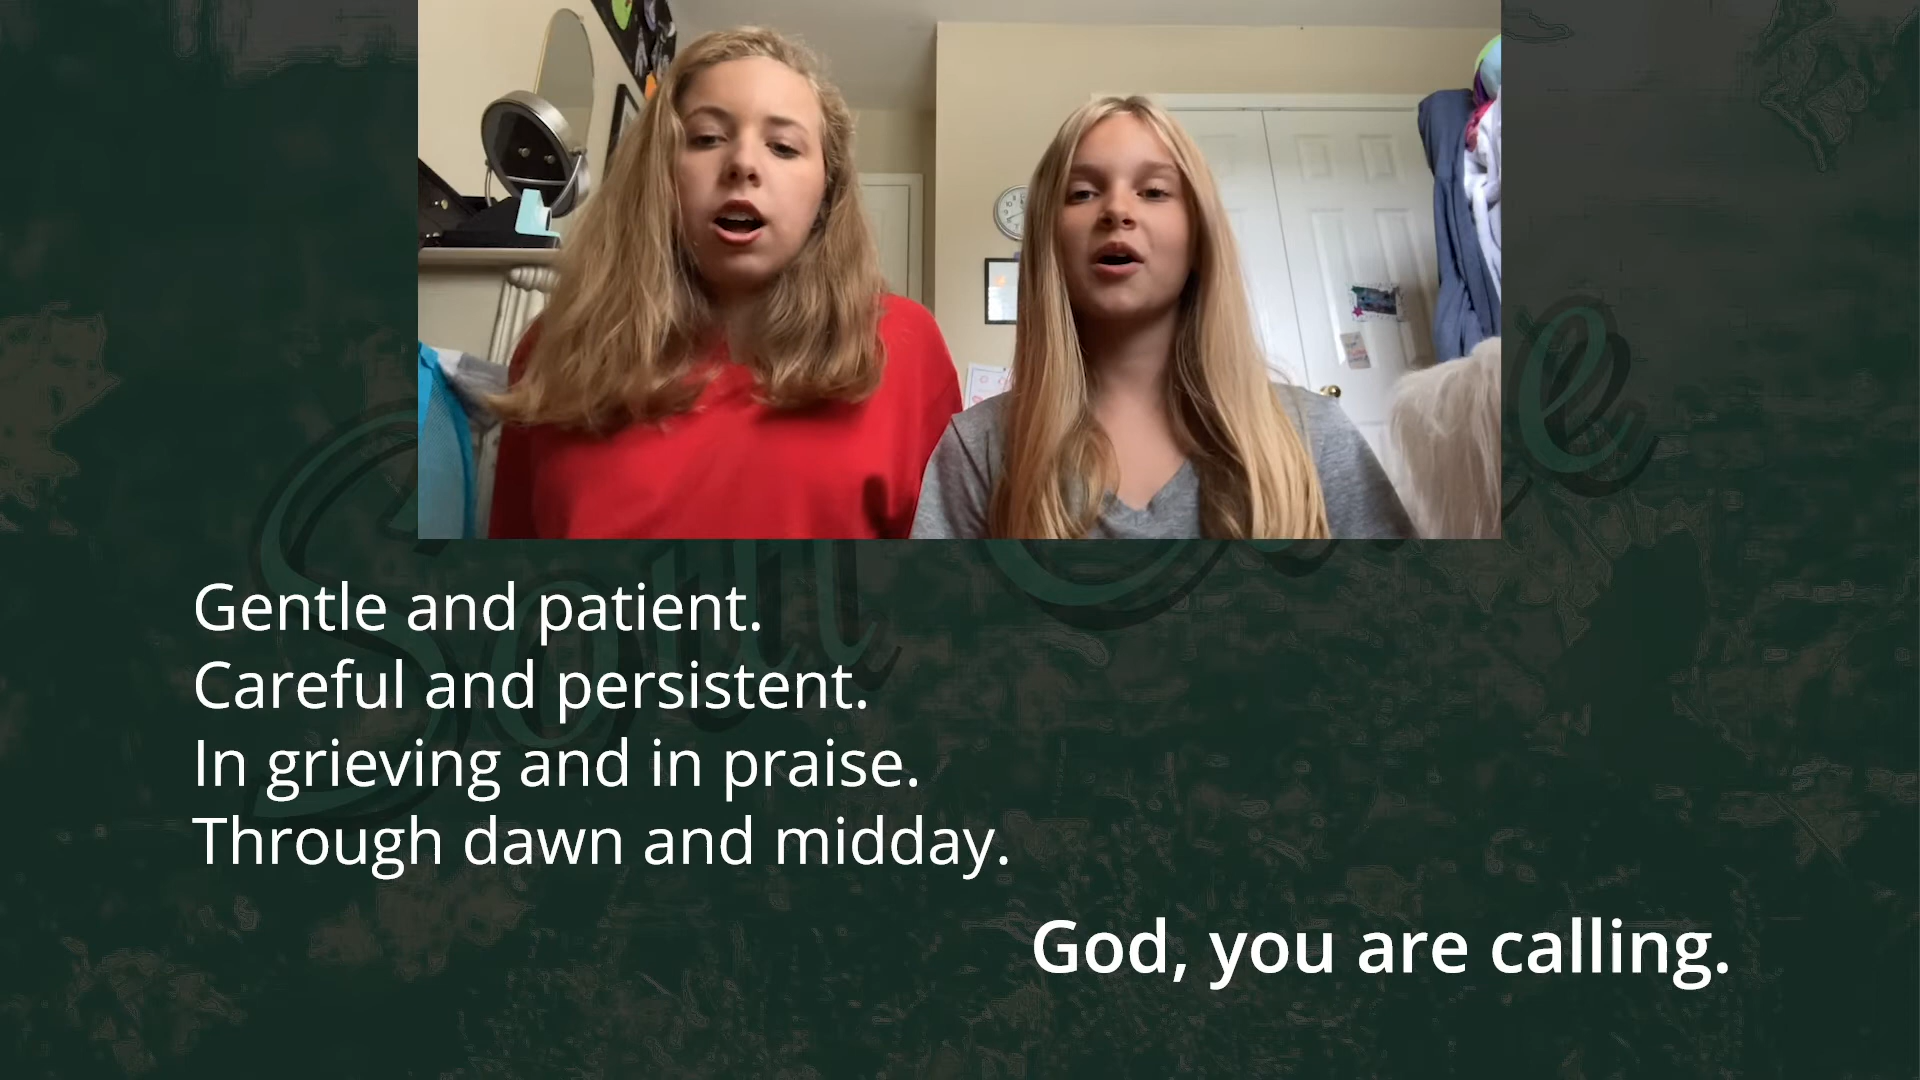 Gentle and patient.
Careful and persistent.
In grieving and in praise.
Through dawn and midday.
God, you are calling.